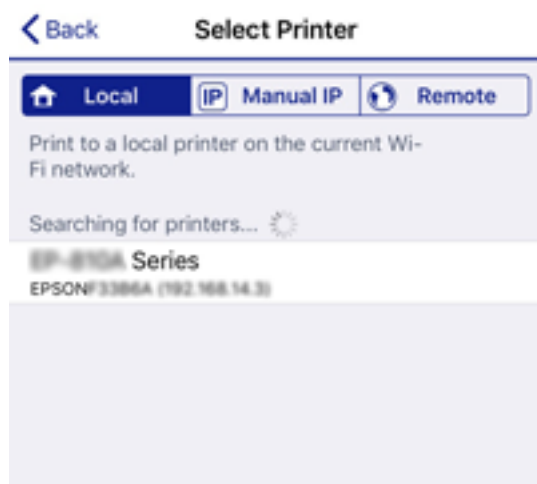 Back
Select Printer
Local
IP Manual IP
Remote
Print to a local printer on the current Wi-
Fi network.
Searching for printers...
Series
EPSON